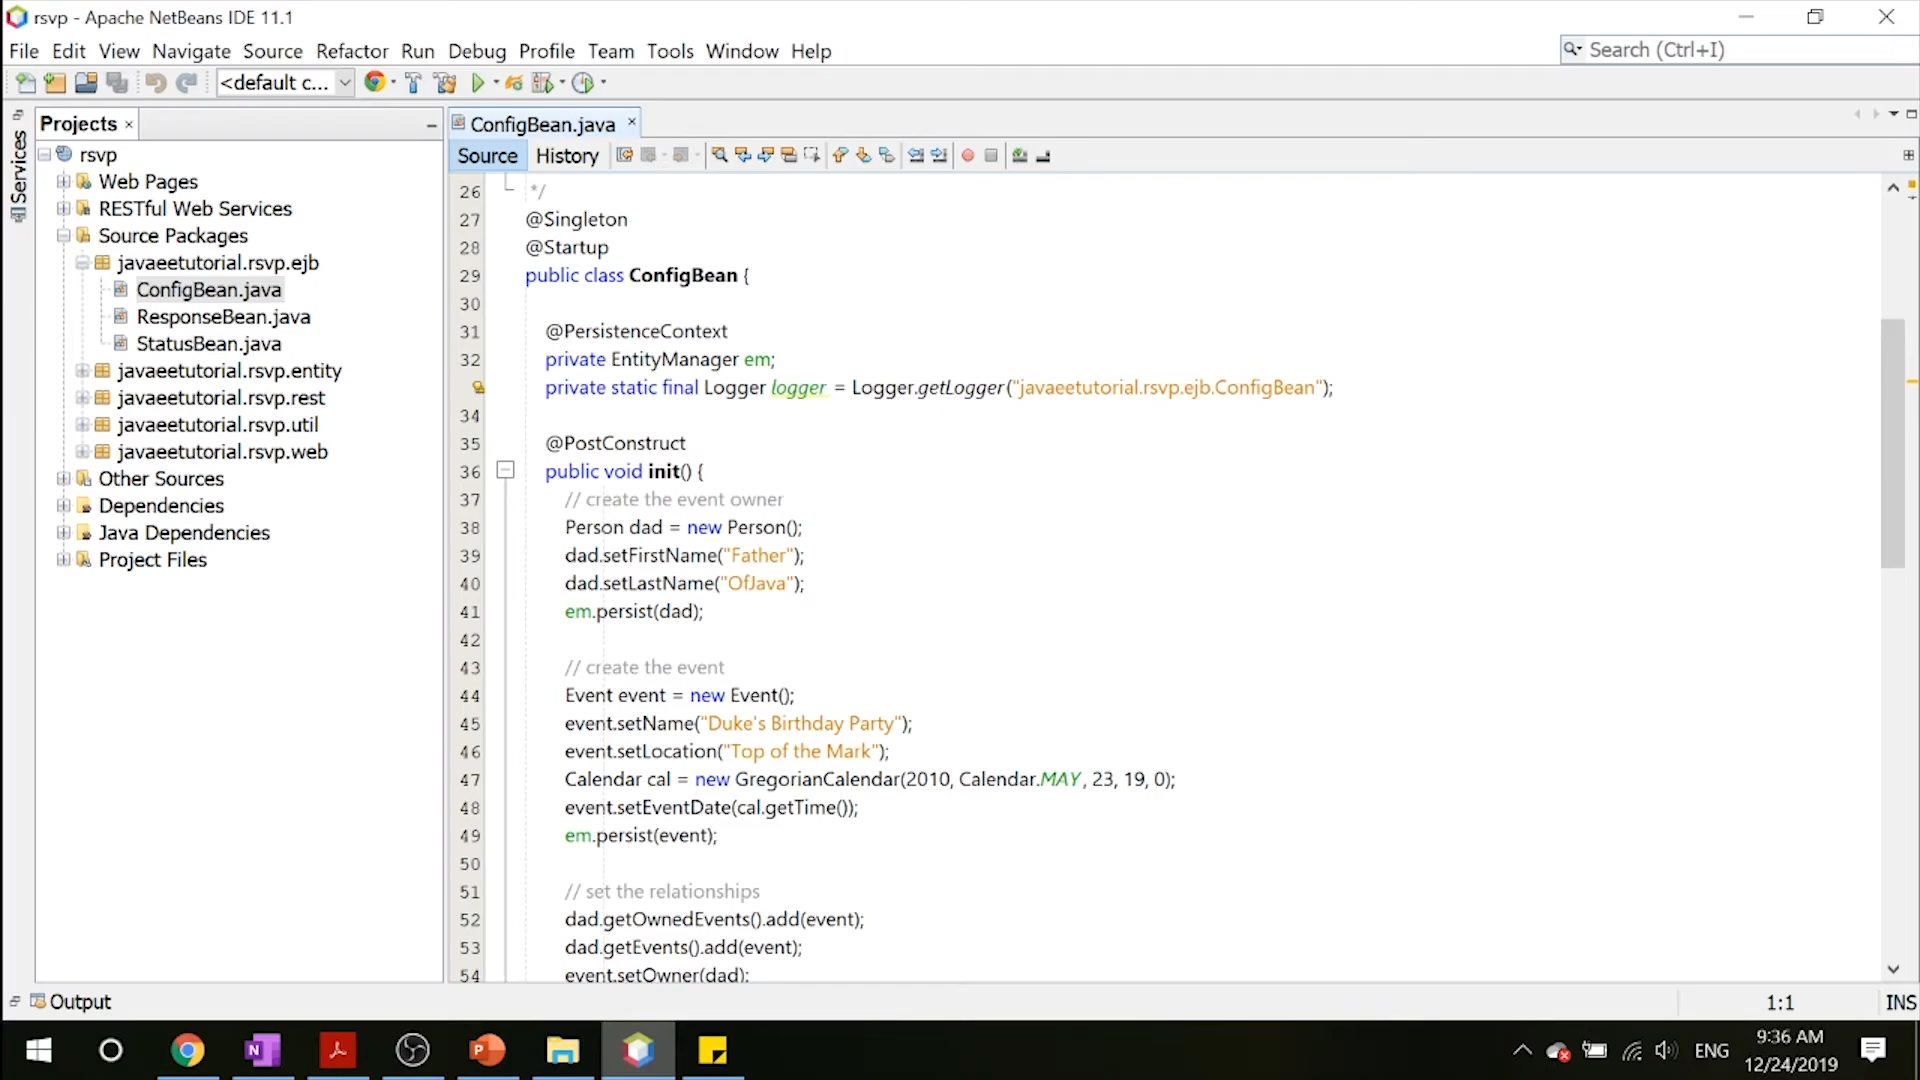 rsvp - Apache NetBeans IDE 11.1
File Edit View Navigate Source Refactor Run Debug Profile Team Tools Window Help
Search (Ctrl+I)
<default c...
Services
Projects
rsvp
Web Pages
RESTful Web Services
Source Packages
javaeetutorial.rsvp.ejb
ConfigBean.java
ResponseBean.java
StatusBean.java
javaeetutorial.rsvp.entity
javaeetutorial.rsvp.rest
javaeetutorial.rsvp.util
javaeetutorial.rsvp.web
Other Sources
Dependencies
Java Dependencies
Project Files
ConfigBean.java
Source History
26 */
27 @Singleton
28 @Startup
29 public class ConfigBean {
30
31 @PersistenceContext
32 private EntityManager em;
private static final Logger logger = Logger.getLogger("javaeetutorial.rsvp.ejb.ConfigBean");
34
35 @PostConstruct
36 public void init() {
37 // create the event owner
38 Person dad = new Person();
39 dad.setFirstName("Father");
40 dad.setLastName("OfJava");
41 em.persist(dad);
42
43 // create the event
44 Event event = new Event();
45 event.setName("Duke's Birthday Party");
46 event.setLocation("Top of the Mark");
47 Calendar cal = new GregorianCalendar(2010, Calendar.MAY, 23, 19, 0);
48 event.setEventDate(cal.getTime());
49 em.persist(event);
50
51 // set the relationships
52 dad.getOwnedEvents().add(event);
53 dad.getEvents().add(event);
54 event.setOwner(dad);
Output
1:1 INS
ENG
9:36 AM
12/24/2019